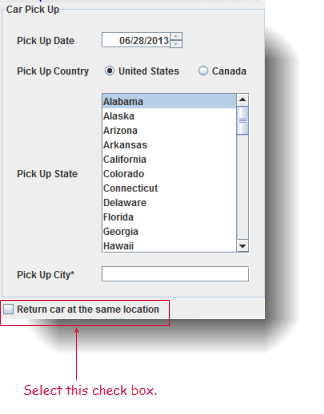 Car Pick Up
Pick Up Date 06/28/2013
Pick Up Country United States Canada
Pick Up State
Alabama
Alaska
Arizona
Arkansas
California
Colorado
Connecticut
Delaware
Florida
Georgia
Hawaii
Pick Up City*
Return car at the same location
Select this check box.